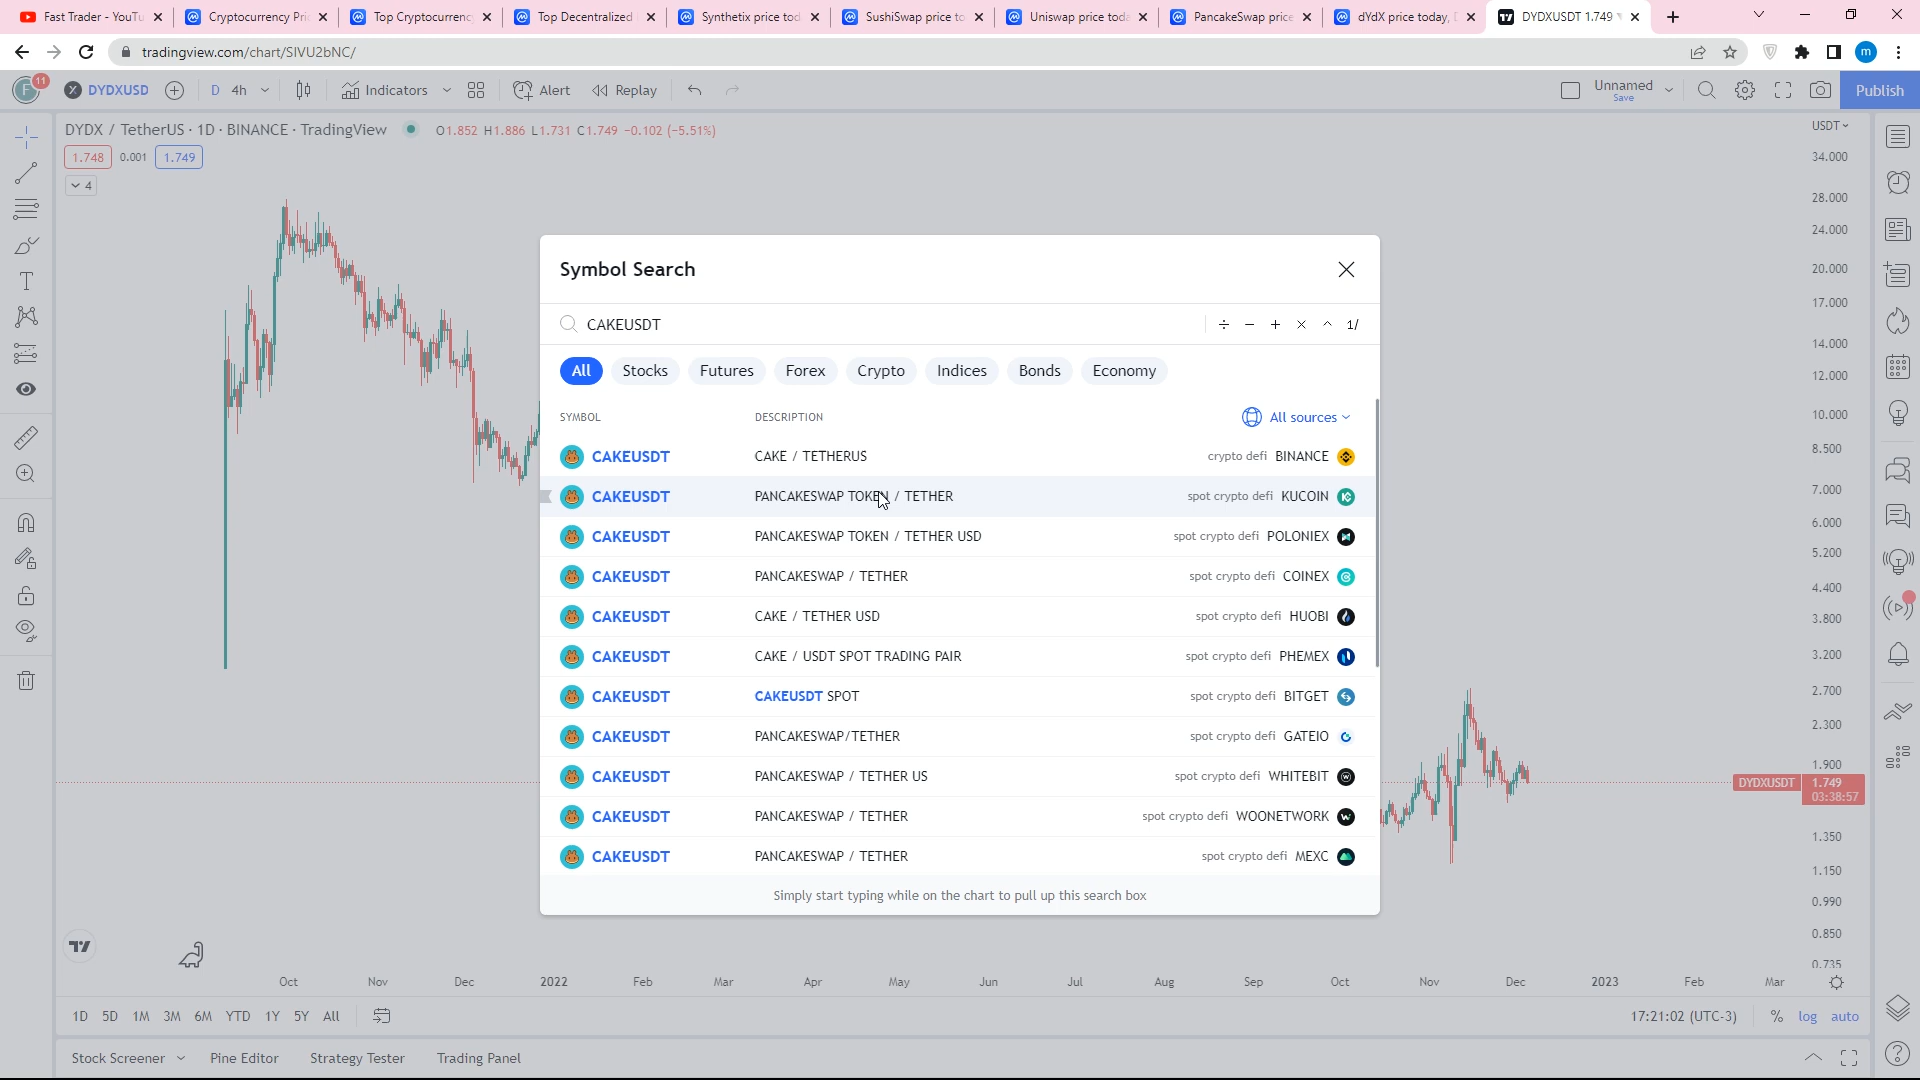 Fast Trader - YouTu
Cryptocurrency Pri
Top Cryptocurrenc
Top Decentralized
Synthetix price tod
SushiSwap price to
Uniswap price toda
PancakeSwap price
dYdX price today,
DYDXUSDT 1.749
tradingview.com/chart/SIVU2bNC/
m
F 11
DYDXUSD
D 4h
Indicators
Alert
Replay
Unnamed
Save
Publish
DYDX / TetherUS · 1D · BINANCE · TradingView
O1.852 H1.886 L1.731 C1.749 -0.102 (-5.51%)
USDT
1.748 0.001 1.749
4
34.000
28.000
24.000
20.000
17.000
14.000
12.000
10.000
8.500
7.000
6.000
5.200
4.400
3.800
3.200
2.700
2.300
1.900
DYDXUSDT 1.749
03:38:57
1.350
1.150
0.990
0.850
0.735
Symbol Search
CAKEUSDT
÷ − + × ^ 1/
All Stocks Futures Forex Crypto Indices Bonds Economy
SYMBOL DESCRIPTION All sources
CAKEUSDT CAKE / TETHERUS crypto defi BINANCE
CAKEUSDT PANCAKESWAP TOKEN / TETHER spot crypto defi KUCOIN
CAKEUSDT PANCAKESWAP TOKEN / TETHER USD spot crypto defi POLONIEX
CAKEUSDT PANCAKESWAP / TETHER spot crypto defi COINEX
CAKEUSDT CAKE / TETHER USD spot crypto defi HUOBI
CAKEUSDT CAKE / USDT SPOT TRADING PAIR spot crypto defi PHEMEX
CAKEUSDT CAKEUSDT SPOT spot crypto defi BITGET
CAKEUSDT PANCAKESWAP/TETHER spot crypto defi GATEIO
CAKEUSDT PANCAKESWAP / TETHER US spot crypto defi WHITEBIT
CAKEUSDT PANCAKESWAP / TETHER spot crypto defi WOONETWORK
CAKEUSDT PANCAKESWAP / TETHER spot crypto defi MEXC
Simply start typing while on the chart to pull up this search box
Oct Nov Dec 2022 Feb Mar Apr May Jun Jul Aug Sep Oct Nov Dec 2023 Feb Mar
1D 5D 1M 3M 6M YTD 1Y 5Y All
17:21:02 (UTC-3) % log auto
Stock Screener Pine Editor Strategy Tester Trading Panel